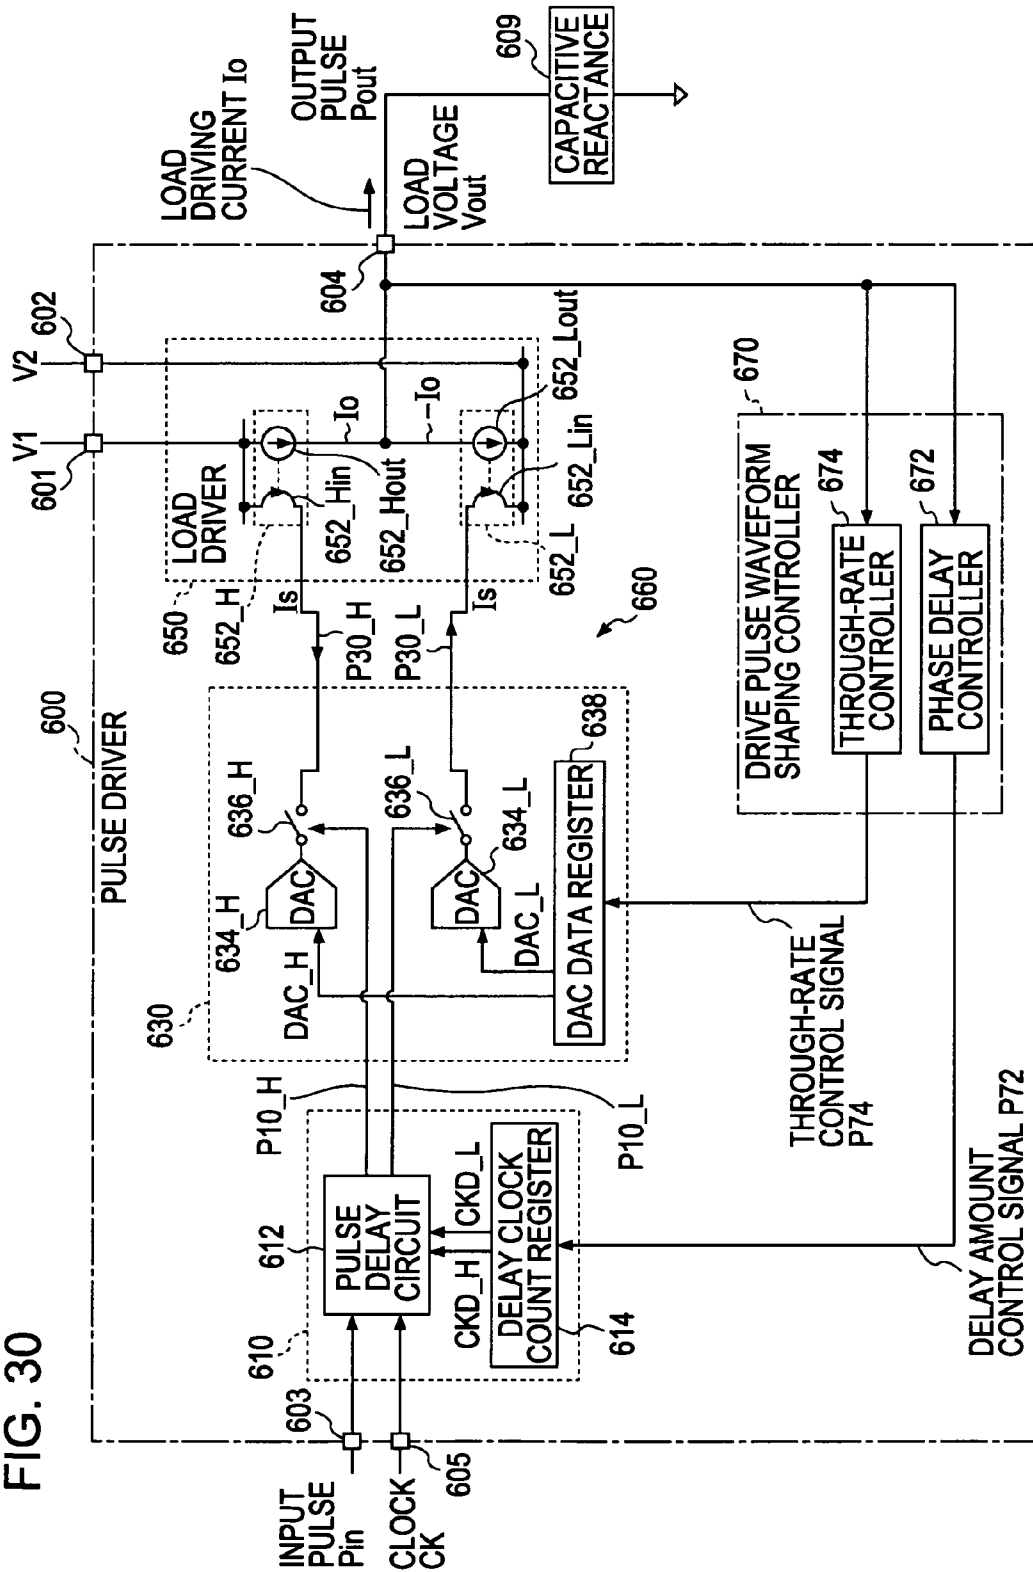 FIG. 30
600
PULSE DRIVER
INPUT
PULSE
Pin
CLOCK
CK
603
605
610
612
PULSE
DELAY
CIRCUIT
CKD_H
CKD_L
DELAY CLOCK
COUNT REGISTER
614
P10_H
P10_L
630
634_H
DAC
636_H
DAC_H
636_L
DAC
634_L
DAC_L
DAC DATA REGISTER
638
P30_H
P30_L
660
Is
Is
650
652_H
LOAD
DRIVER
652_Hin
652_Hout
Io
-Io
652_Lout
652_Lin
652_L
V1
601
V2
602
604
LOAD
DRIVING
CURRENT Io
OUTPUT
PULSE
Pout
LOAD
VOLTAGE
Vout
609
CAPACITIVE
REACTANCE
670
DRIVE PULSE WAVEFORM
SHAPING CONTROLLER
674
THROUGH-RATE
CONTROLLER
672
PHASE DELAY
CONTROLLER
THROUGH-RATE
CONTROL SIGNAL
P74
DELAY AMOUNT
CONTROL SIGNAL P72